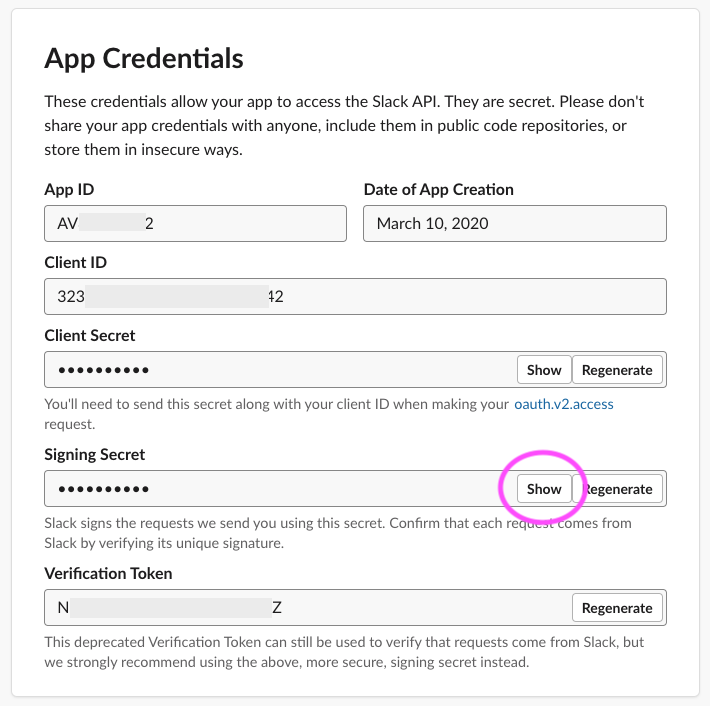 App Credentials
These credentials allow your app to access the Slack API. They are secret. Please don't
share your app credentials with anyone, include them in public code repositories, or
store them in insecure ways.
App ID
Date of App Creation
AV 2
March 10, 2020
Client ID
323 42
Client Secret
••••••••••
Show
Regenerate
You'll need to send this secret along with your client ID when making your oauth.v2.access
request.
Signing Secret
••••••••••
Show
Regenerate
Slack signs the requests we send you using this secret. Confirm that each request comes from
Slack by verifying its unique signature.
Verification Token
N Z
Regenerate
This deprecated Verification Token can still be used to verify that requests come from Slack, but
we strongly recommend using the above, more secure, signing secret instead.